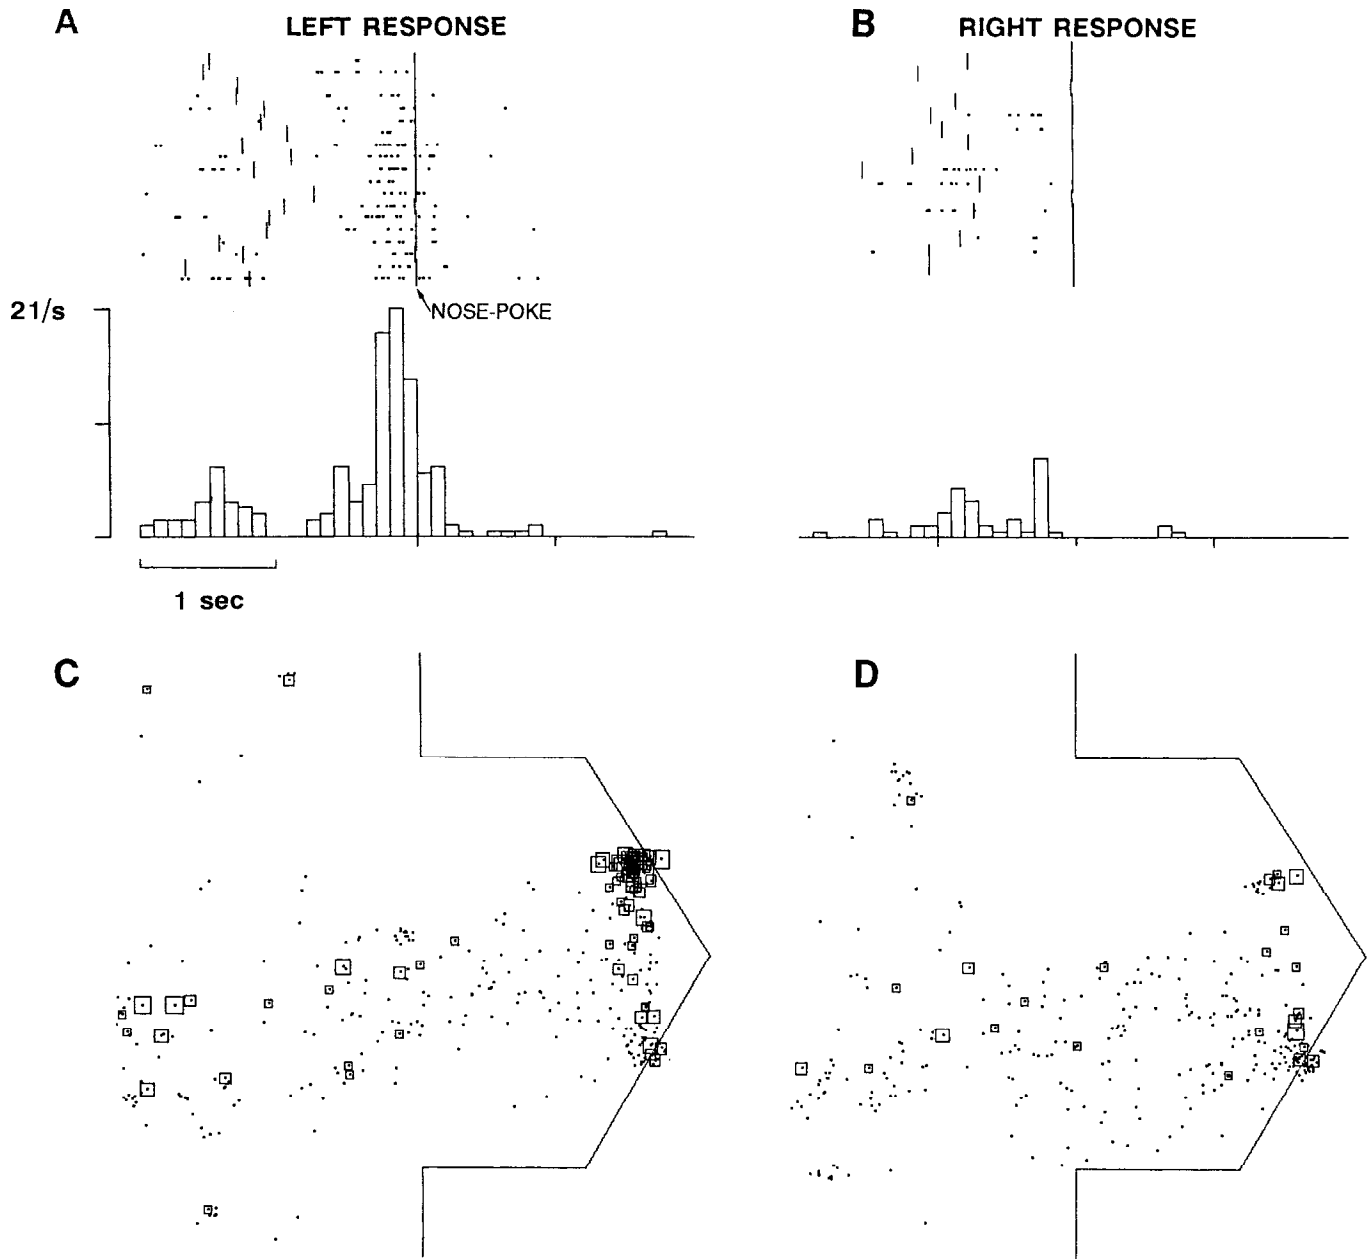 A
LEFT RESPONSE
B
RIGHT RESPONSE
21/s
NOSE-POKE
1 sec
C
D